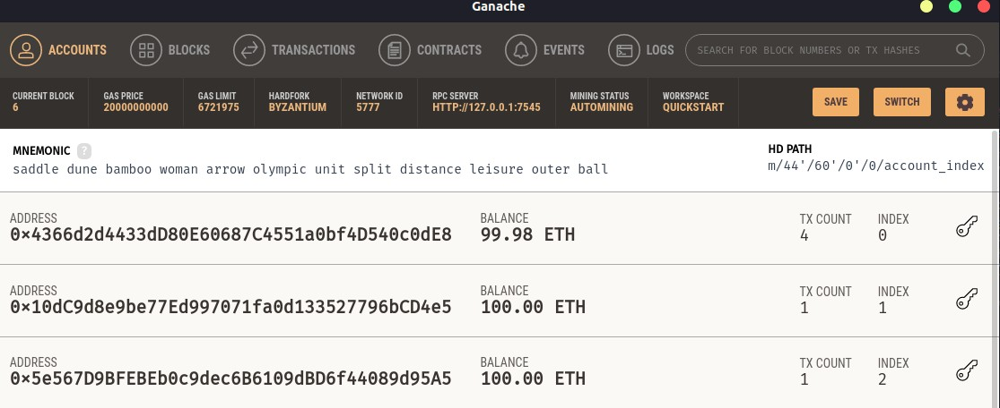 Ganache
ACCOUNTS BLOCKS TRANSACTIONS CONTRACTS EVENTS LOGS SEARCH FOR BLOCK NUMBERS OR TX HASHES
CURRENT BLOCK GAS PRICE GAS LIMIT HARDFORK NETWORK ID RPC SERVER MINING STATUS WORKSPACE
6 20000000000 6721975 BYZANTIUM 5777 HTTP://127.0.0.1:7545 AUTOMINING QUICKSTART
SAVE SWITCH
MNEMONIC ? HD PATH
saddle dune bamboo woman arrow olympic unit split distance leisure outer ball m/44'/60'/0'/0/account_index
ADDRESS BALANCE TX COUNT INDEX
0x4366d2d4433dD80E60687C4551a0bf4D540c0dE8 99.98 ETH 4 0
ADDRESS BALANCE TX COUNT INDEX
0x10dC9d8e9be77Ed997071fa0d133527796bCD4e5 100.00 ETH 1 1
ADDRESS BALANCE TX COUNT INDEX
0x5e567D9BFEBEb0c9dec6B6109dBD6f44089d95A5 100.00 ETH 1 2